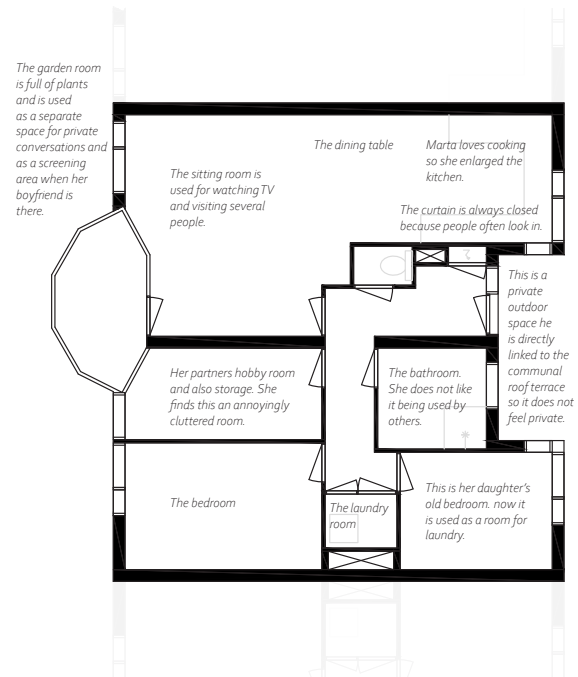 The garden room
is full of plants
and is used
as a separate
space for private
conversations and
as a screening
area when her
boyfriend is
there.
The sitting room is
used for watching TV
and visiting several
people.
The dining table
Marta loves cooking
so she enlarged the
kitchen.
The curtain is always closed
because people often look in.
This is a
private
outdoor
space he
is directly
linked to the
communal
roof terrace
so it does not
feel private.
Her partners hobby room
and also storage. She
finds this an annoyingly
cluttered room.
The bathroom.
She does not like
it being used by
others.
The bedroom
The laundry
room
This is her daughter's
old bedroom. now it
is used as a room for
laundry.